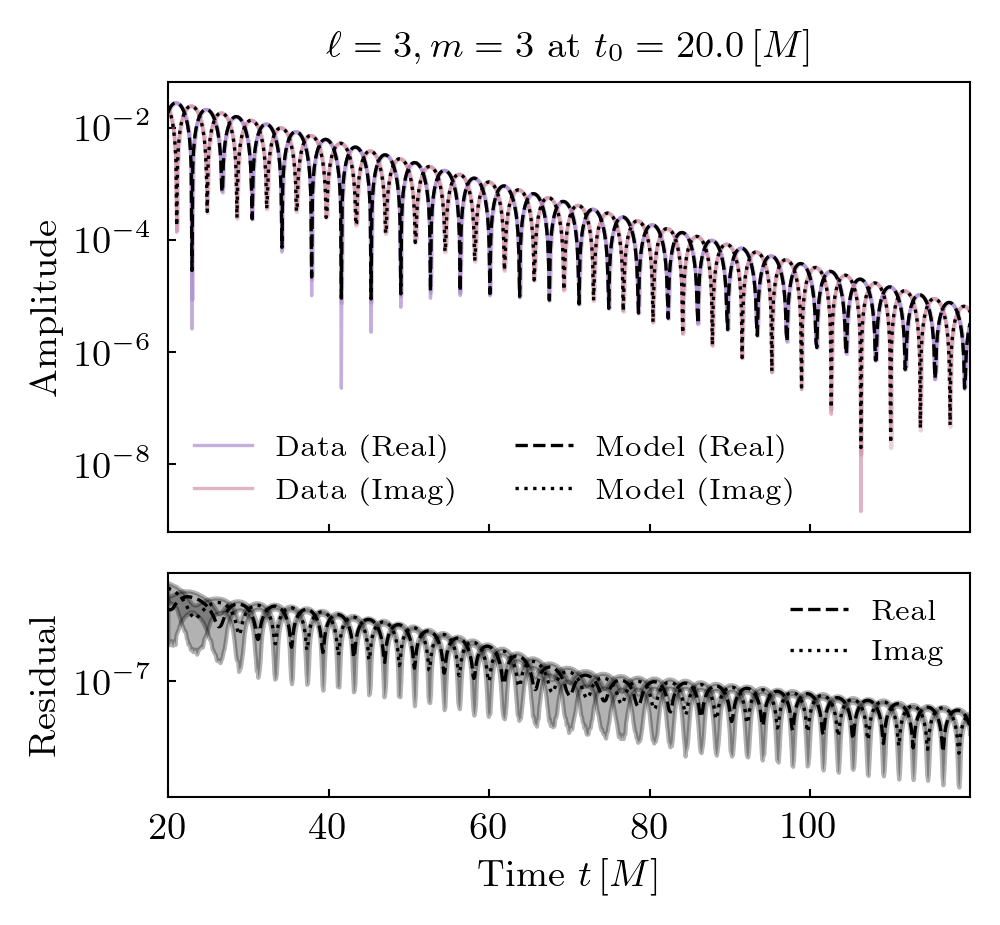 ℓ = 3, m = 3 at t₀ = 20.0 [M]
Amplitude
10⁻²
10⁻⁴
10⁻⁶
10⁻⁸
Data (Real)
Data (Imag)
Model (Real)
Model (Imag)
Residual
10⁻⁷
Real
Imag
20 40 60 80 100
Time t [M]